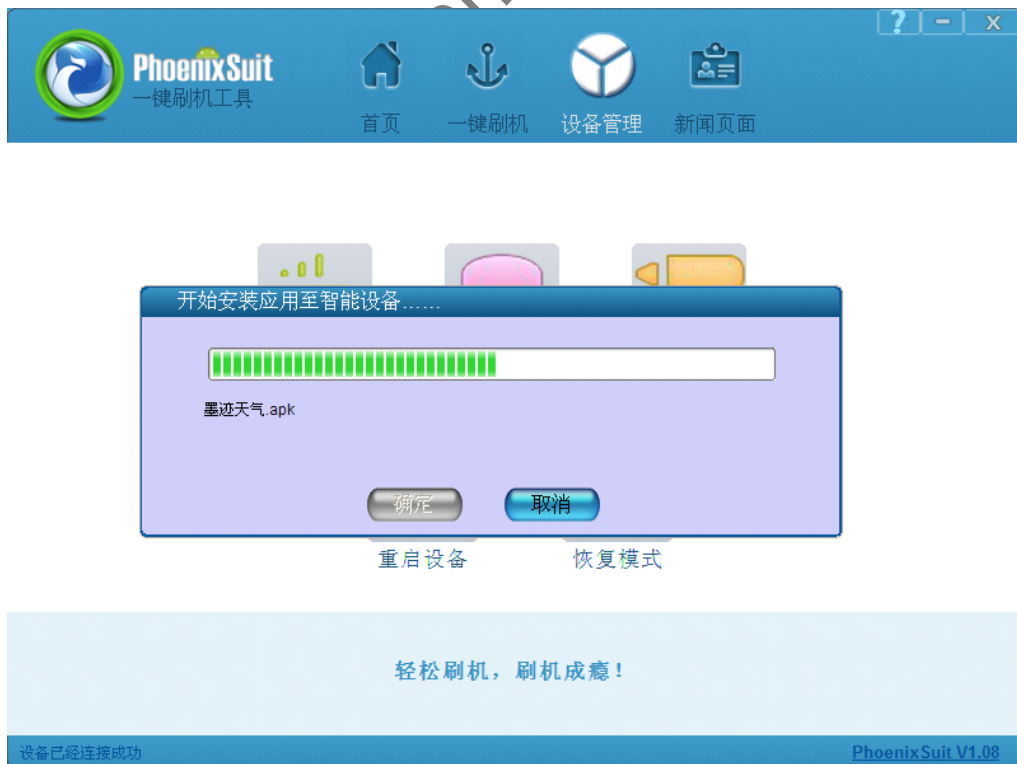 ? - x
PhoenixSuit
一键刷机工具
首页 一键刷机 设备管理 新闻页面
开始安装应用至智能设备......
墨迹天气.apk
确定 取消
重启设备 恢复模式
轻松刷机，刷机成瘾！
设备已经连接成功 PhoenixSuit V1.08